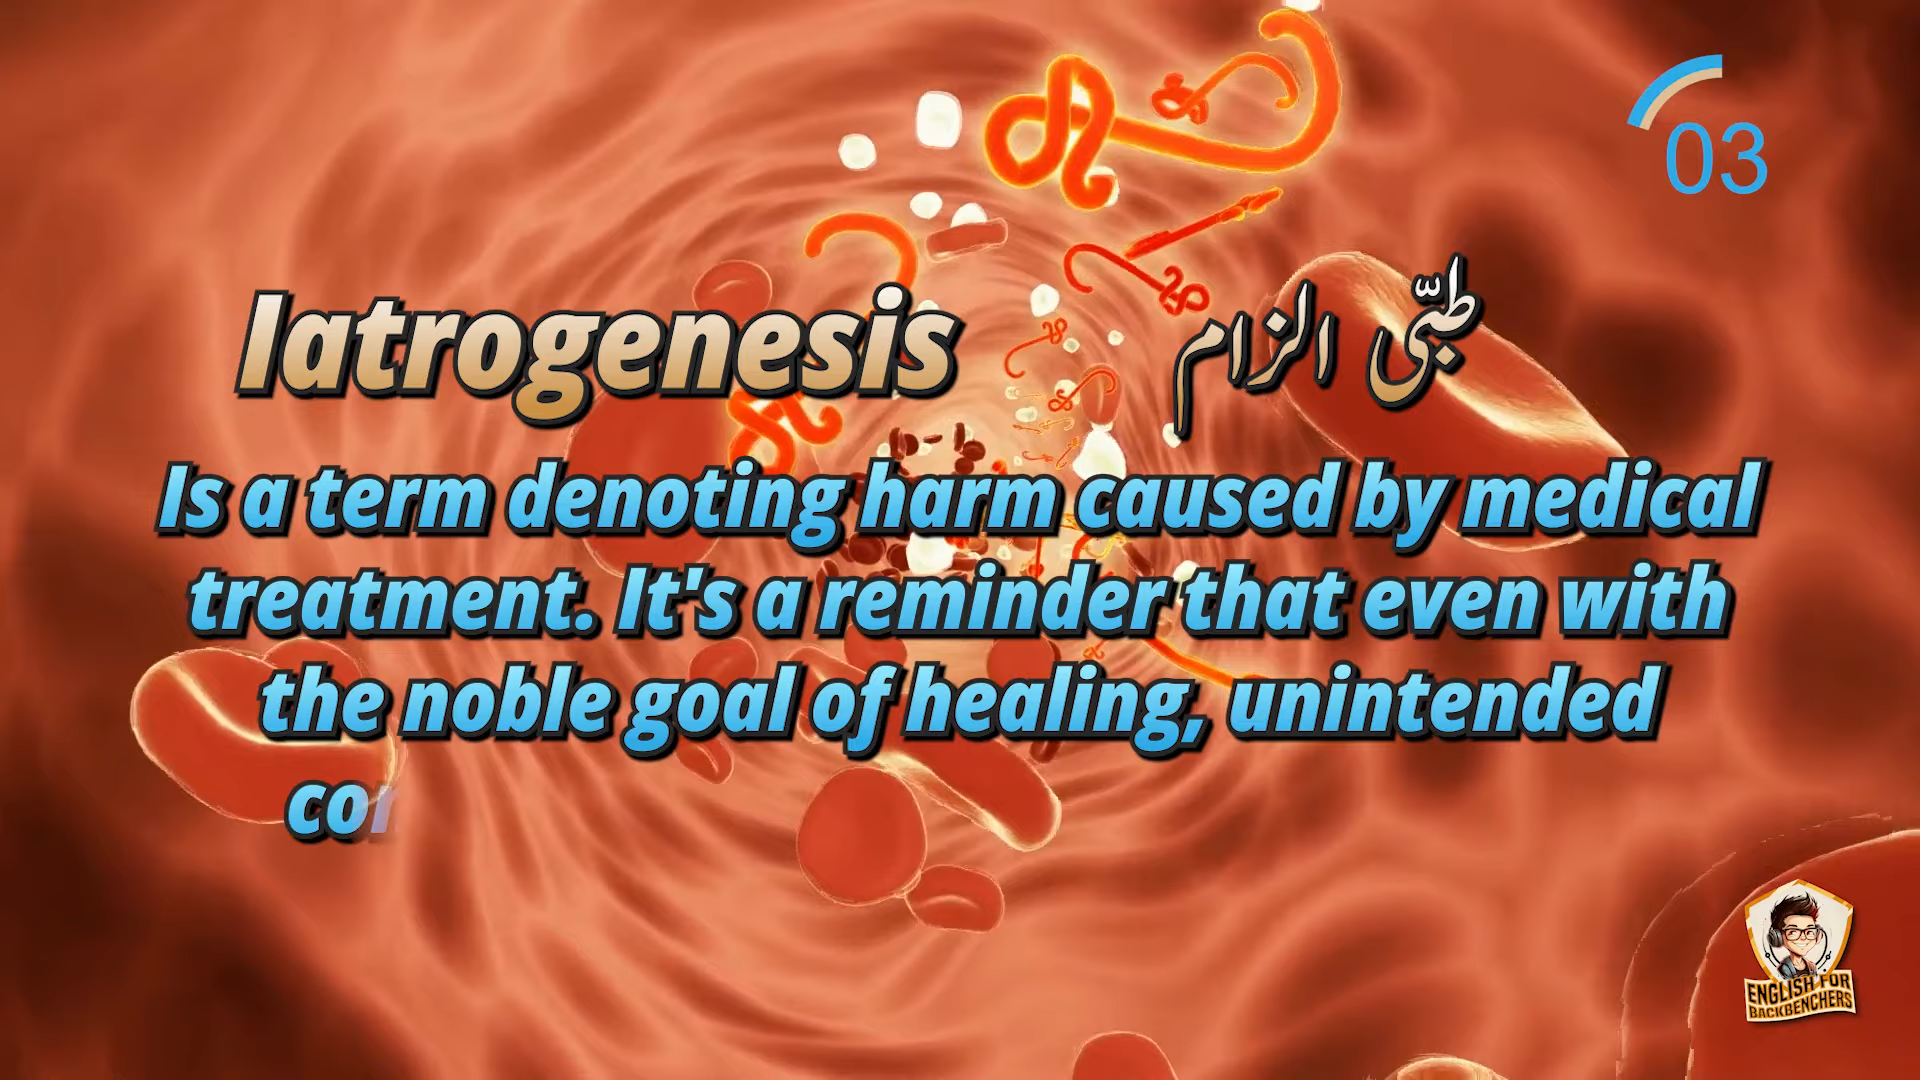 03
Iatrogenesis
طبّی الزام
Is a term denoting harm caused by medical
treatment. It's a reminder that even with
the noble goal of healing, unintended
ENGLISH FOR
BACKBENCHERS